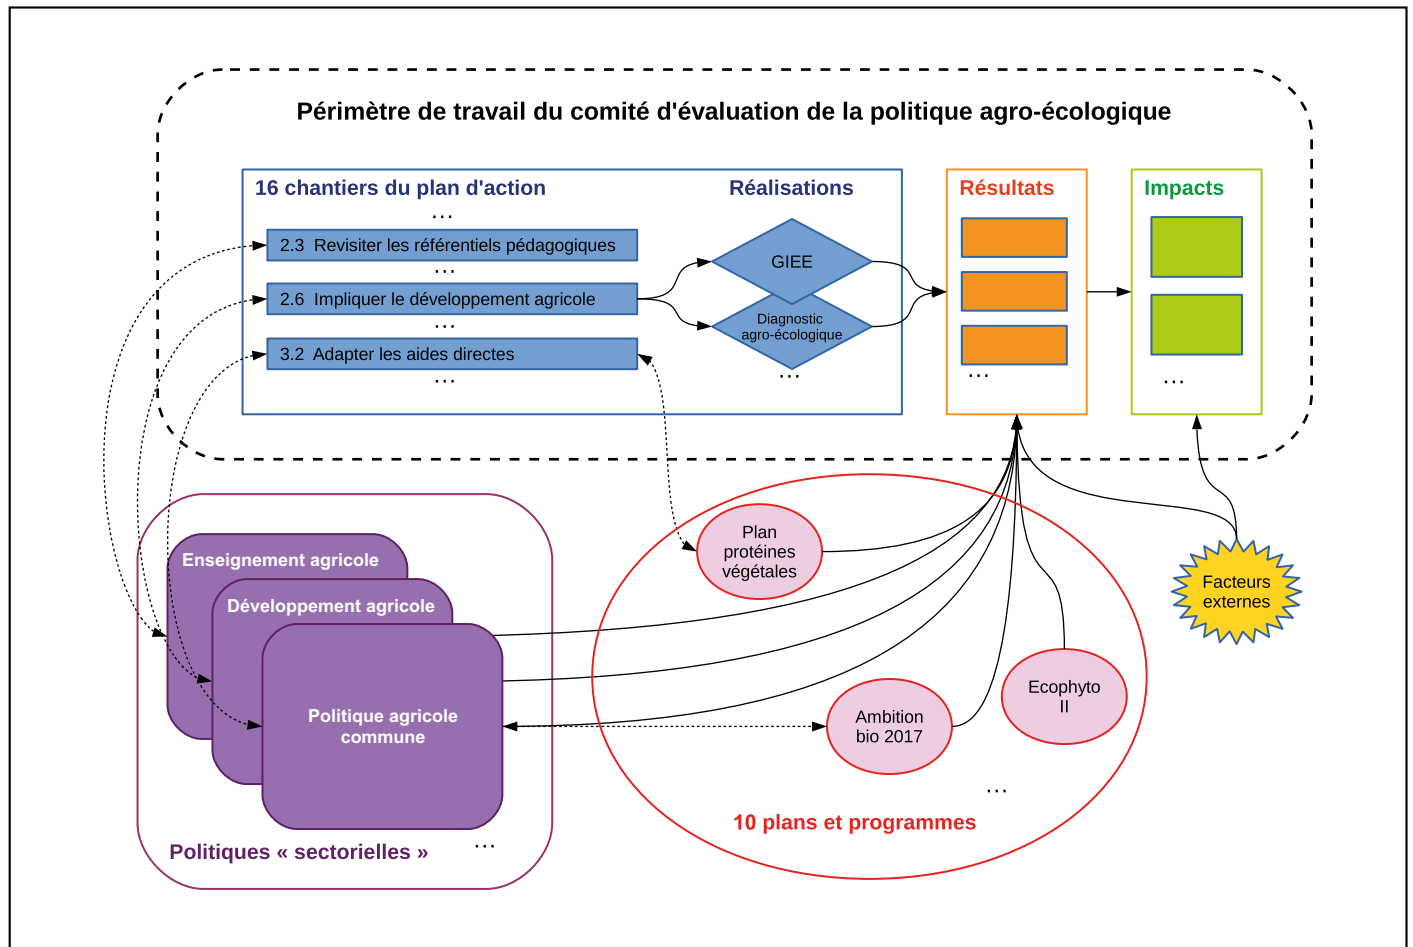 Périmètre de travail du comité d'évaluation de la politique agro-écologique
16 chantiers du plan d'action
...
2.3 Revisiter les référentiels pédagogiques
...
2.6 Impliquer le développement agricole
...
3.2 Adapter les aides directes
...
Réalisations
GIEE
Diagnostic
agro-écologique
...
Résultats
...
Impacts
...
Enseignement agricole
Développement agricole
Politique agricole
commune
Politiques « sectorielles »
...
Plan
protéines
végétales
Ambition
bio 2017
Ecophyto
II
...
10 plans et programmes
Facteurs
externes